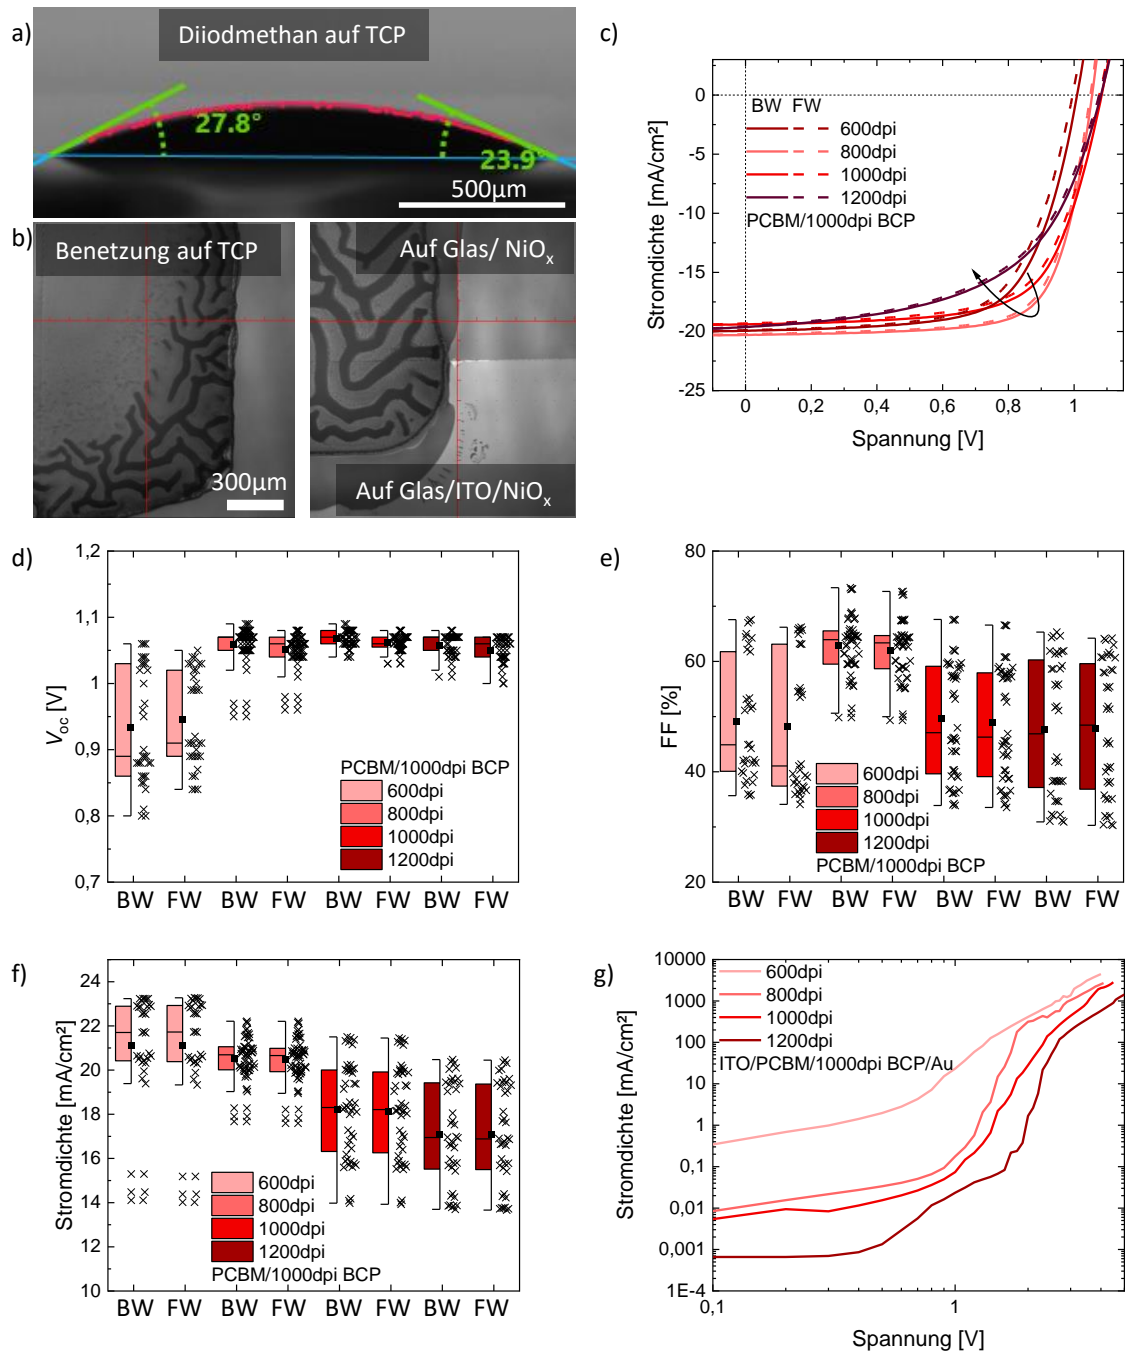 a)
Diiodmethan auf TCP
27.8°
23.9°
500µm
b)
Benetzung auf TCP
300µm
Auf Glas/ NiOₓ
Auf Glas/ITO/NiOₓ
c)
Stromdichte [mA/cm²]
0
-5
-10
-15
-20
-25
BW FW
600dpi
800dpi
1000dpi
1200dpi
PCBM/1000dpi BCP
0
0,2
0,4
0,6
0,8
1
Spannung [V]
d)
V_oc [V]
1,2
1,1
1
0,9
0,8
0,7
PCBM/1000dpi BCP
600dpi
800dpi
1000dpi
1200dpi
BW FW BW FW BW FW BW FW
e)
FF [%]
80
60
40
20
600dpi
800dpi
1000dpi
1200dpi
PCBM/1000dpi BCP
BW FW BW FW BW FW BW FW
f)
Stromdichte [mA/cm²]
24
22
20
18
16
14
12
10
600dpi
800dpi
1000dpi
1200dpi
PCBM/1000dpi BCP
BW FW BW FW BW FW BW FW
g)
Stromdichte [mA/cm²]
10000
1000
100
10
1
0,1
0,01
0,001
1E-4
600dpi
800dpi
1000dpi
1200dpi
ITO/PCBM/1000dpi BCP/Au
0,1
1
Spannung [V]